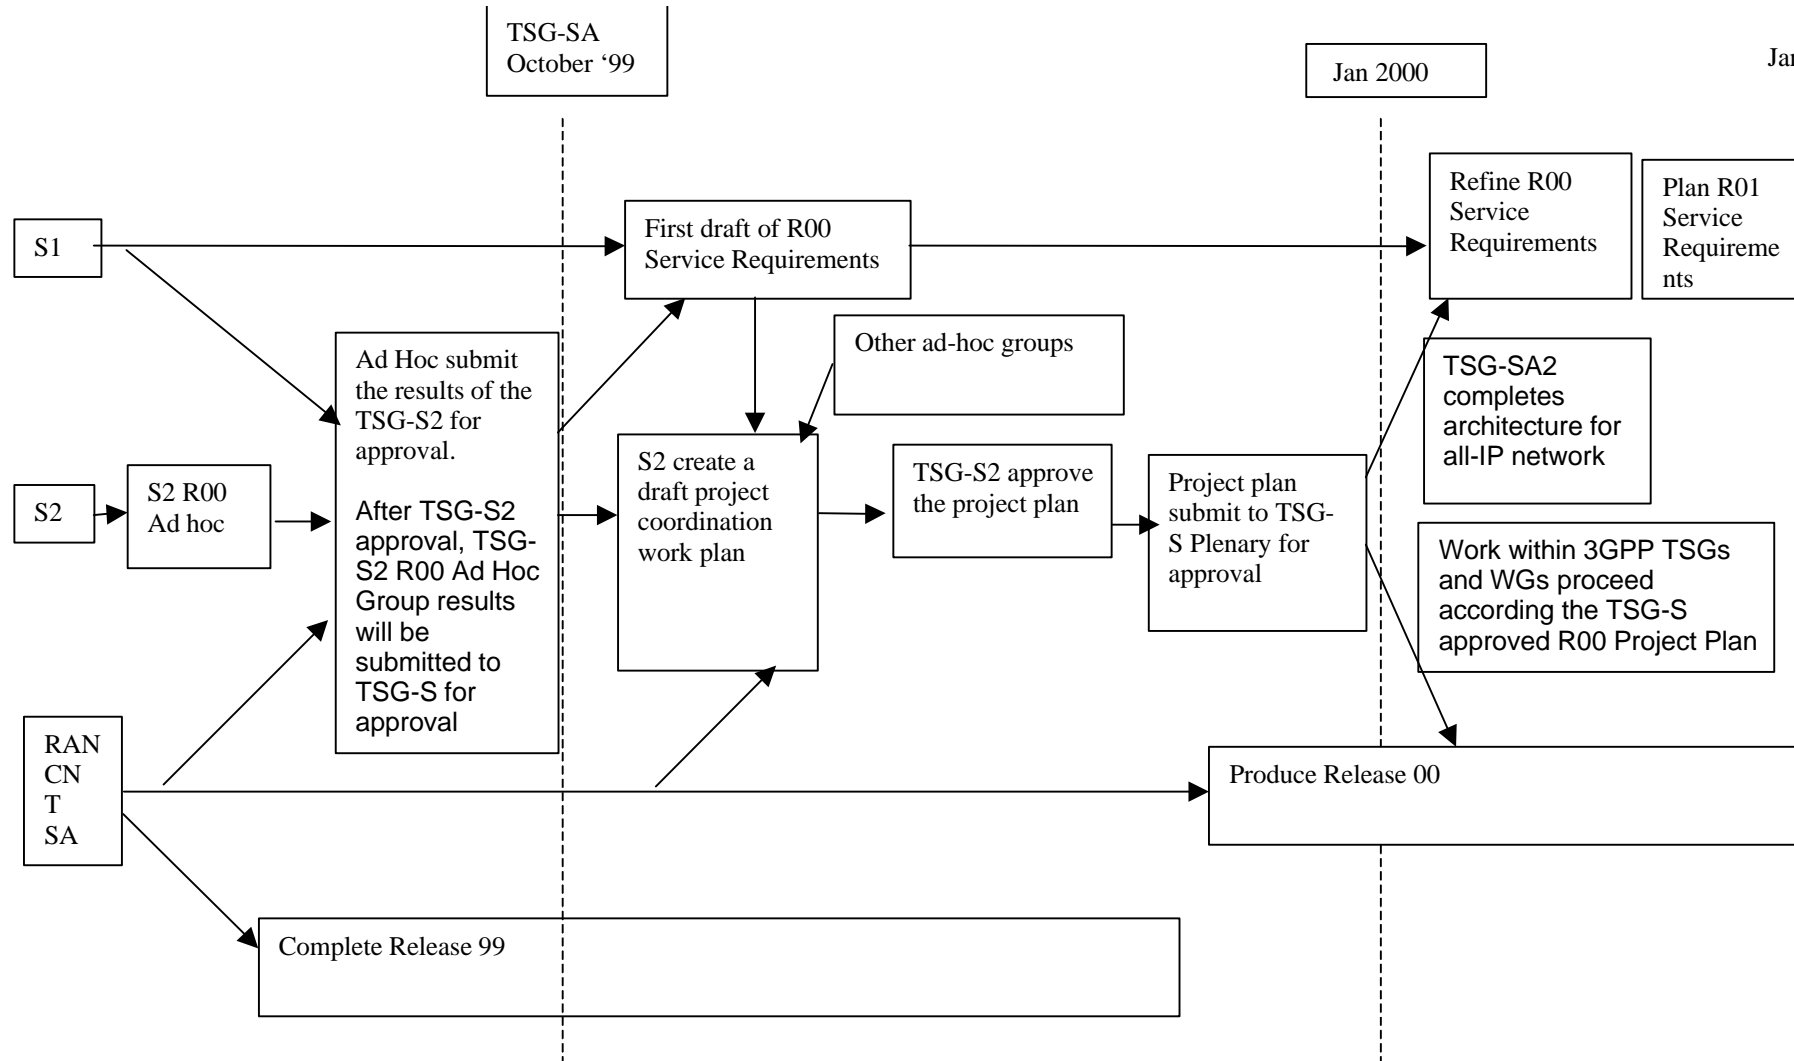 TSG-SA
October ‘99
Jan 2000
Jan
S1
First draft of R00
Service Requirements
Refine R00
Service
Requirements
Plan R01
Service
Requireme
nts
Other ad-hoc groups
Ad Hoc submit
the results of the
TSG-S2 for
approval.
After TSG-S2
approval, TSG-
S2 R00 Ad Hoc
Group results
will be
submitted to
TSG-S for
approval
S2
S2 R00
Ad hoc
S2 create a
draft project
coordination
work plan
TSG-S2 approve
the project plan
Project plan
submit to TSG-
S Plenary for
approval
TSG-SA2
completes
architecture for
all-IP network
Work within 3GPP TSGs
and WGs proceed
according the TSG-S
approved R00 Project Plan
RAN
CN
T
SA
Produce Release 00
Complete Release 99